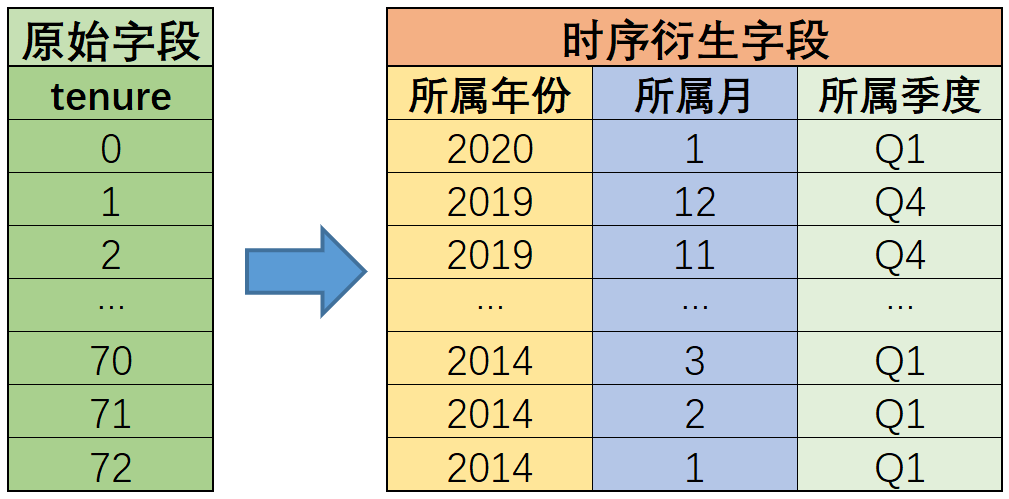 原始字段 时序衍生字段
tenure 所属年份 所属月 所属季度
0 2020 1 Q1
1 2019 12 Q4
2 2019 11 Q4
... ... ... ...
70 2014 3 Q1
71 2014 2 Q1
72 2014 1 Q1